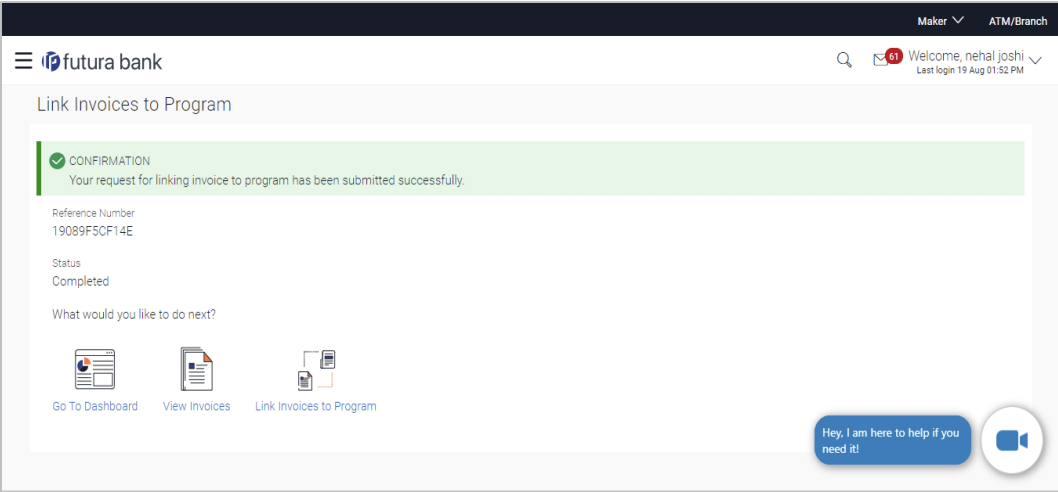 Maker ATM/Branch
futura bank
61
Welcome, nehal joshi
Last login 19 Aug 01:52 PM
Link Invoices to Program
CONFIRMATION
Your request for linking invoice to program has been submitted successfully.
Reference Number
19089F5CF14E
Status
Completed
What would you like to do next?
Go To Dashboard View Invoices Link Invoices to Program
Hey, I am here to help if you
need it!